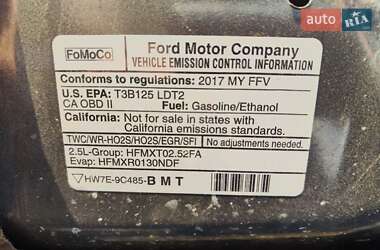 AUTO RIA
FoMoCo
Ford Motor Company
VEHICLE EMISSION CONTROL INFORMATION
Conforms to regulations: 2017 MY FFV
U.S. EPA: T3B125 LDT2
CA OBD II Fuel: Gasoline/Ethanol
California: Not for sale in states with
California emissions standards.
TWC/WR-HO2S/HO2S/EGR/SFI No adjustments needed.
2.5L-Group: HFMXT02.52FA
Evap: HFMXR0130NDF
HW7E-9C485-B M T